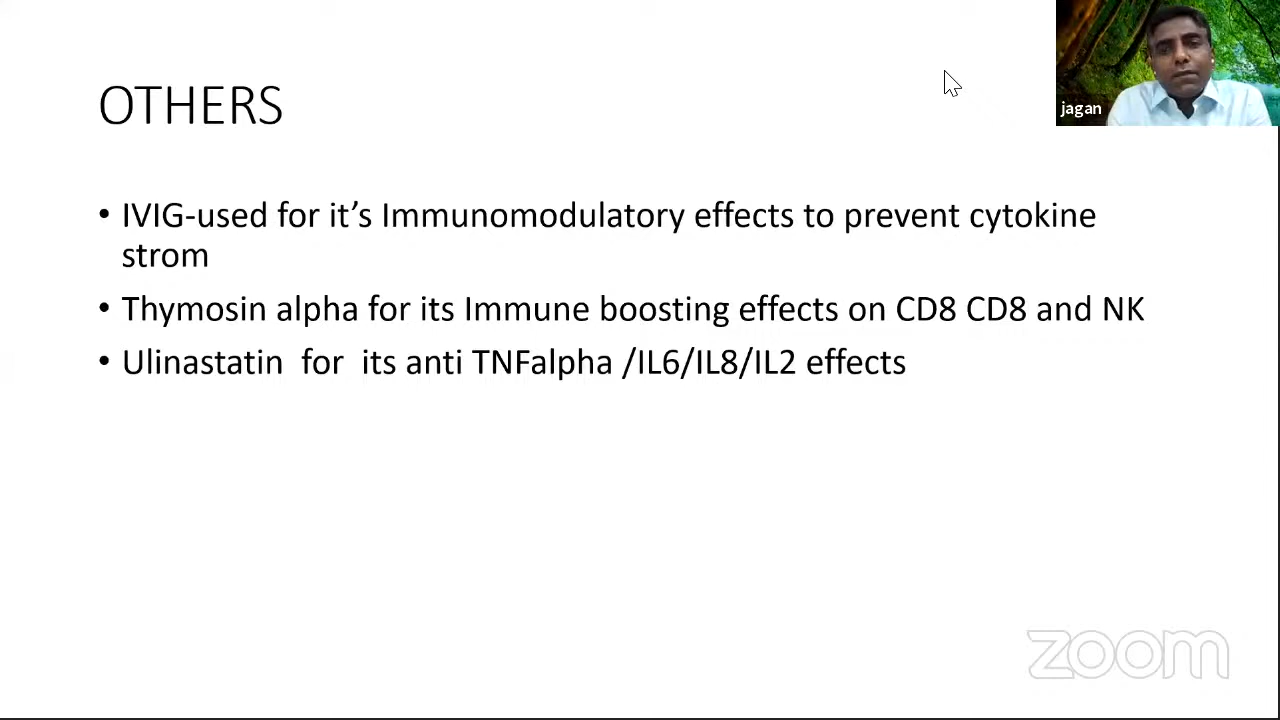 jagan
OTHERS
• IVIG-used for it’s Immunomodulatory effects to prevent cytokine
strom
• Thymosin alpha for its Immune boosting effects on CD8 CD8 and NK
• Ulinastatin for its anti TNFalpha /IL6/IL8/IL2 effects
zoom